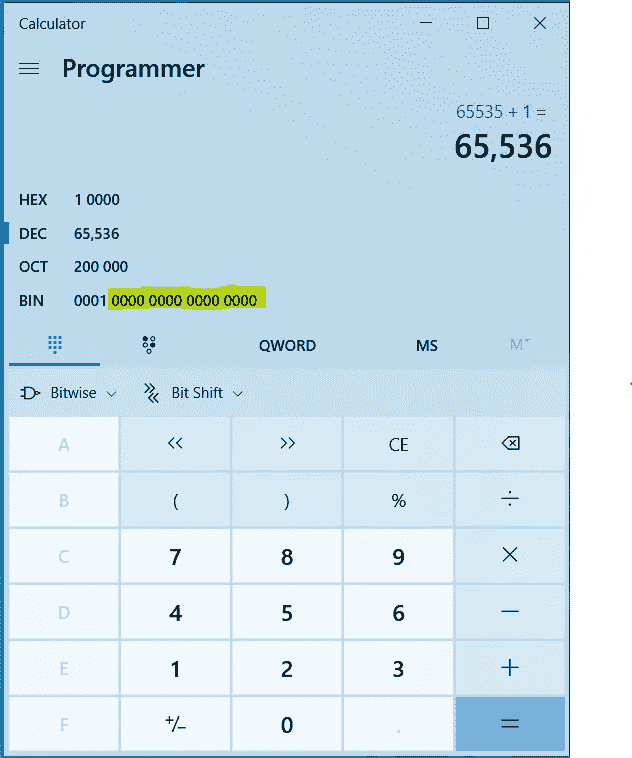 Calculator
Programmer
65535 + 1 =
65,536
HEX 1 0000
DEC 65,536
OCT 200 000
BIN 0001 0000 0000 0000 0000
QWORD MS M˅
Bitwise Bit Shift
A << >> CE
B ( ) % ÷
C 7 8 9 ×
D 4 5 6 −
E 1 2 3 +
F +/− 0 . =